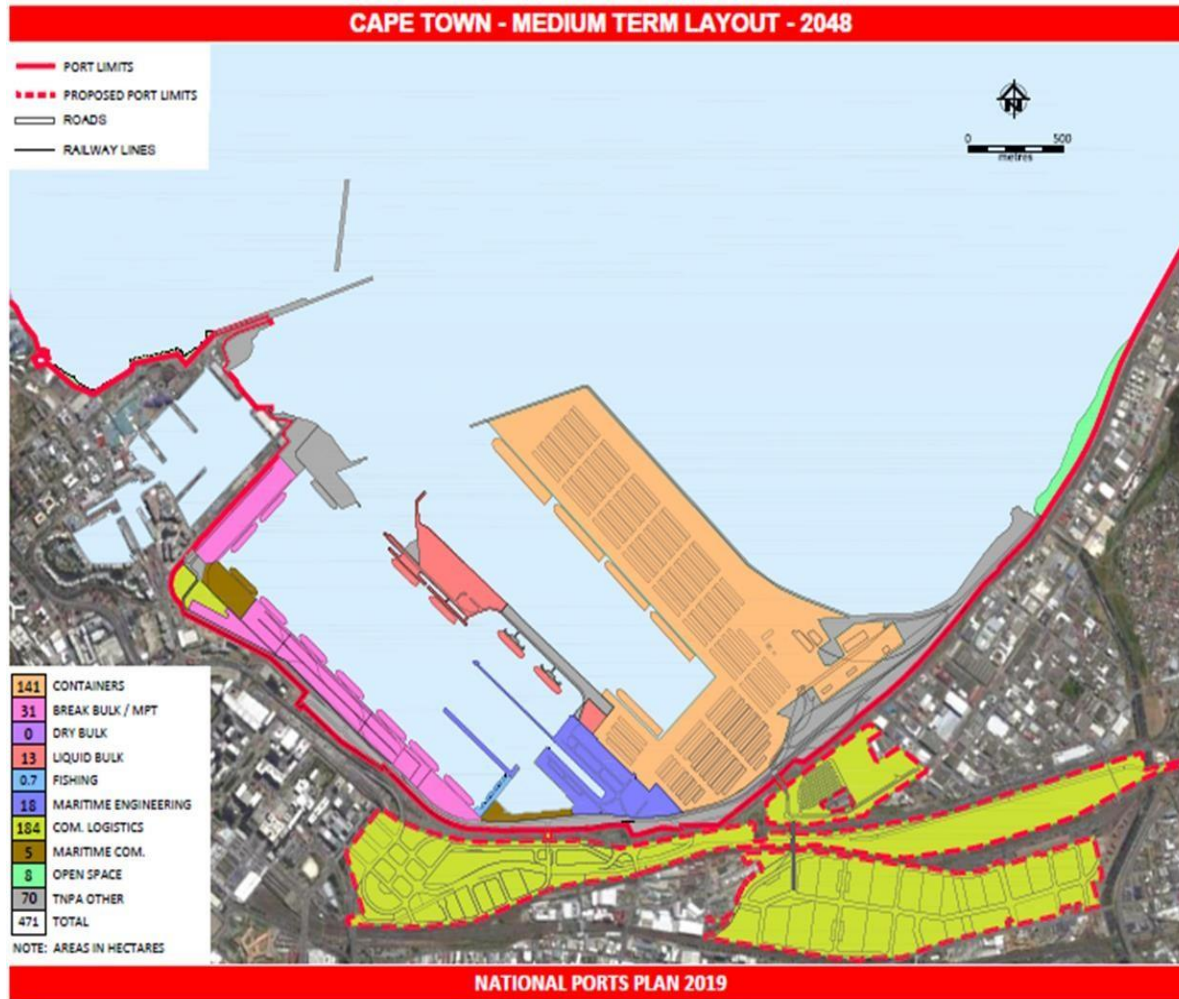 CAPE TOWN - MEDIUM TERM LAYOUT - 2048
PORT LIMITS
PROPOSED PORT LIMITS
ROADS
RAILWAY LINES
N
0 500
metres
141 CONTAINERS
31 BREAK BULK / MPT
0 DRY BULK
13 LIQUID BULK
0.7 FISHING
18 MARITIME ENGINEERING
184 COM. LOGISTICS
5 MARITIME COM.
8 OPEN SPACE
70 TNPA OTHER
471 TOTAL
NOTE: AREAS IN HECTARES
NATIONAL PORTS PLAN 2019